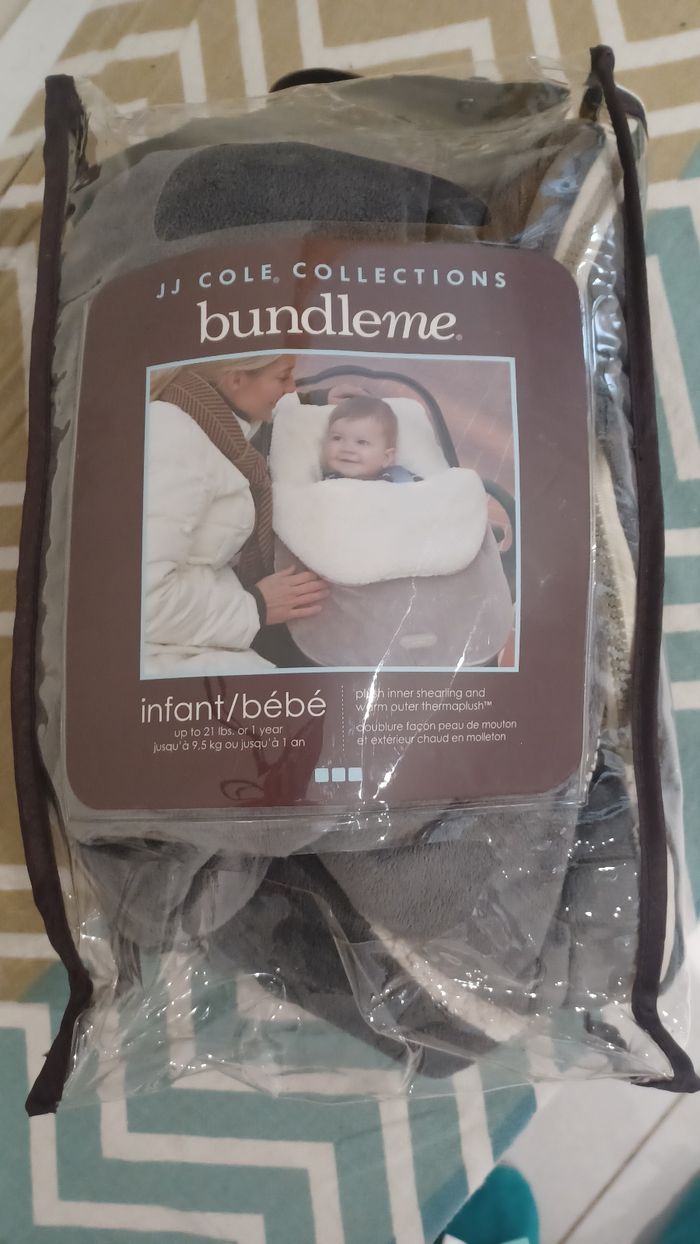 JJ COLE® COLLECTIONS
bundleme®
infant/bébé
up to 21 lbs. or 1 year
jusqu'à 9,5 kg ou jusqu'à 1 an
plush inner shearling and
warm outer thermaplush™
doublure façon peau de mouton
et extérieur chaud en molleton